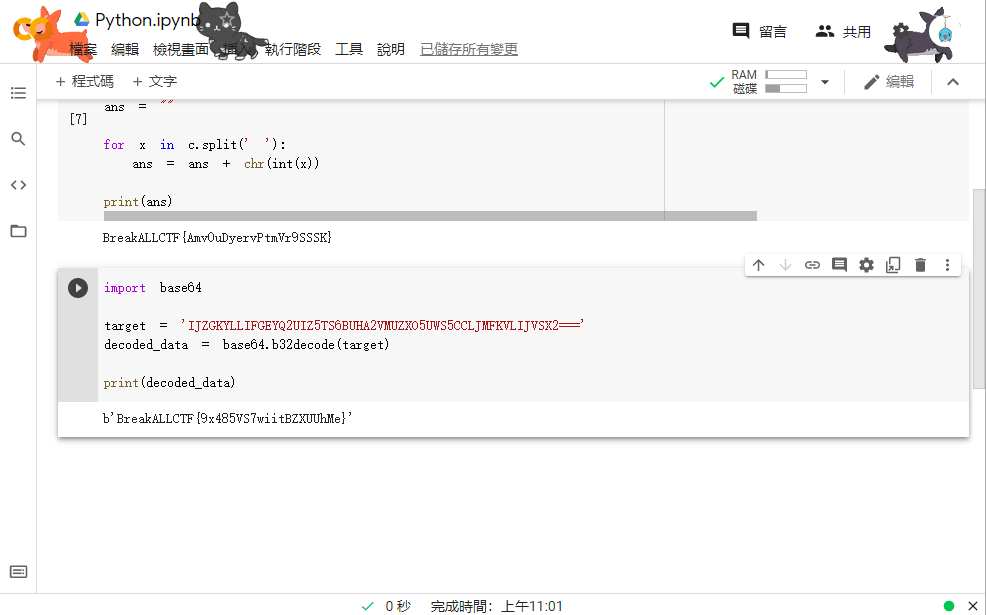 Python.ipynb
檔案 編輯 檢視畫面 插入 執行階段 工具 說明 已儲存所有變更
留言 共用
+ 程式碼 + 文字
RAM
磁碟
編輯
ans = ""
[7]
for x in c.split(' '):
ans = ans + chr(int(x))
print(ans)
BreakALLCTF{AmvOuDyervPtmVr9SSSK}
import base64
target = 'IJZGKYLLIFGEYQ2UIZ5TS6BUHA2VMUZXO5UWS5CCLJMFKVLIJVSX2==='
decoded_data = base64.b32decode(target)
print(decoded_data)
b'BreakALLCTF{9x485VS7wiitBZXUUhMe}'
0 秒 完成時間：上午11:01